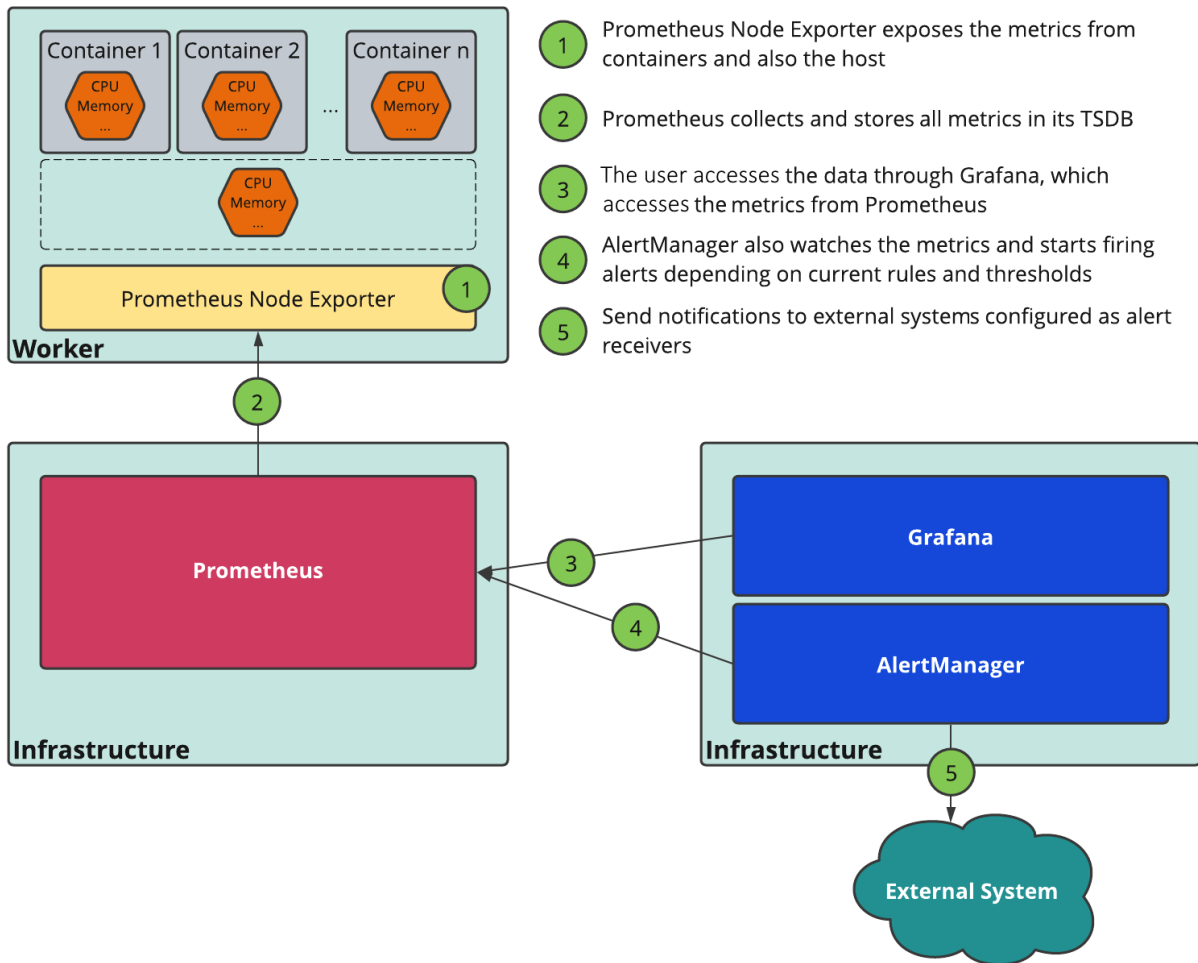 Container 1
CPU
Memory
...
Container 2
CPU
Memory
...
...
Container n
CPU
Memory
...
CPU
Memory
...
Prometheus Node Exporter
1
Worker
1
Prometheus Node Exporter exposes the metrics from
containers and also the host
2
Prometheus collects and stores all metrics in its TSDB
3
The user accesses the data through Grafana, which
accesses the metrics from Prometheus
4
AlertManager also watches the metrics and starts firing
alerts depending on current rules and thresholds
5
Send notifications to external systems configured as alert
receivers
2
Prometheus
Infrastructure
3
4
Grafana
AlertManager
Infrastructure
5
External System